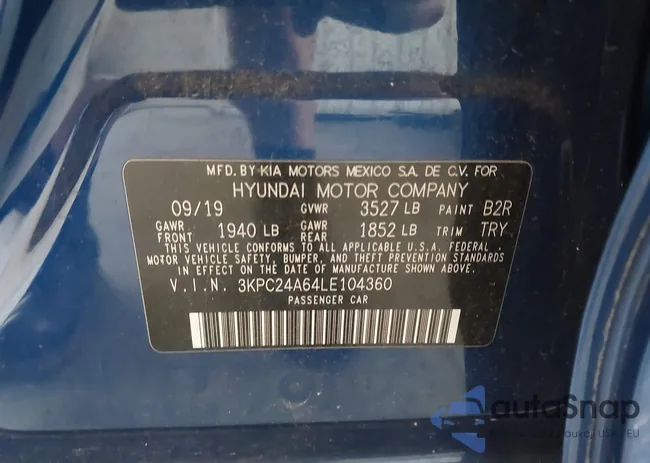 MFD. BY KIA MOTORS MEXICO S.A. DE C.V. FOR
HYUNDAI MOTOR COMPANY
09/19 GVWR 3527 LB PAINT B2R
GAWR FRONT 1940 LB GAWR REAR 1852 LB TRIM TRY
THIS VEHICLE CONFORMS TO ALL APPLICABLE U.S.A. FEDERAL
MOTOR VEHICLE SAFETY, BUMPER, AND THEFT PREVENTION STANDARDS
IN EFFECT ON THE DATE OF MANUFACTURE SHOWN ABOVE.
V.I.N. 3KPC24A64LE104360
PASSENGER CAR
autoSnap